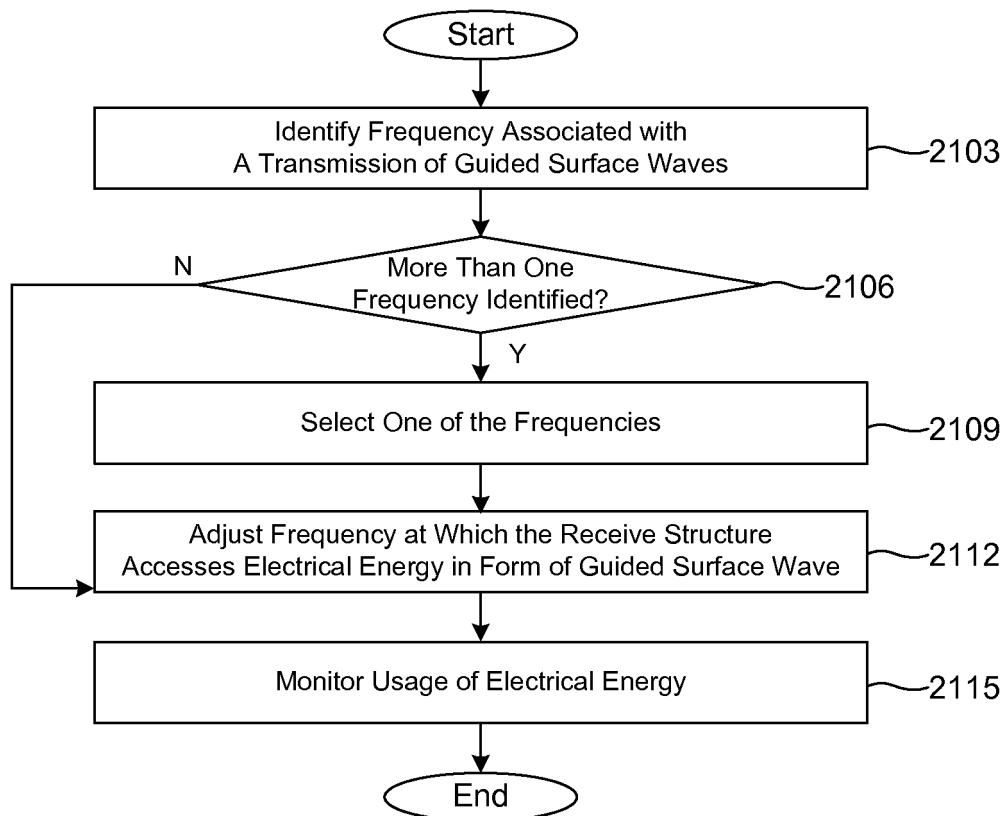 Start
Identify Frequency Associated with
A Transmission of Guided Surface Waves
2103
N
More Than One
Frequency Identified?
2106
Y
Select One of the Frequencies
2109
Adjust Frequency at Which the Receive Structure
Accesses Electrical Energy in Form of Guided Surface Wave
2112
Monitor Usage of Electrical Energy
2115
End